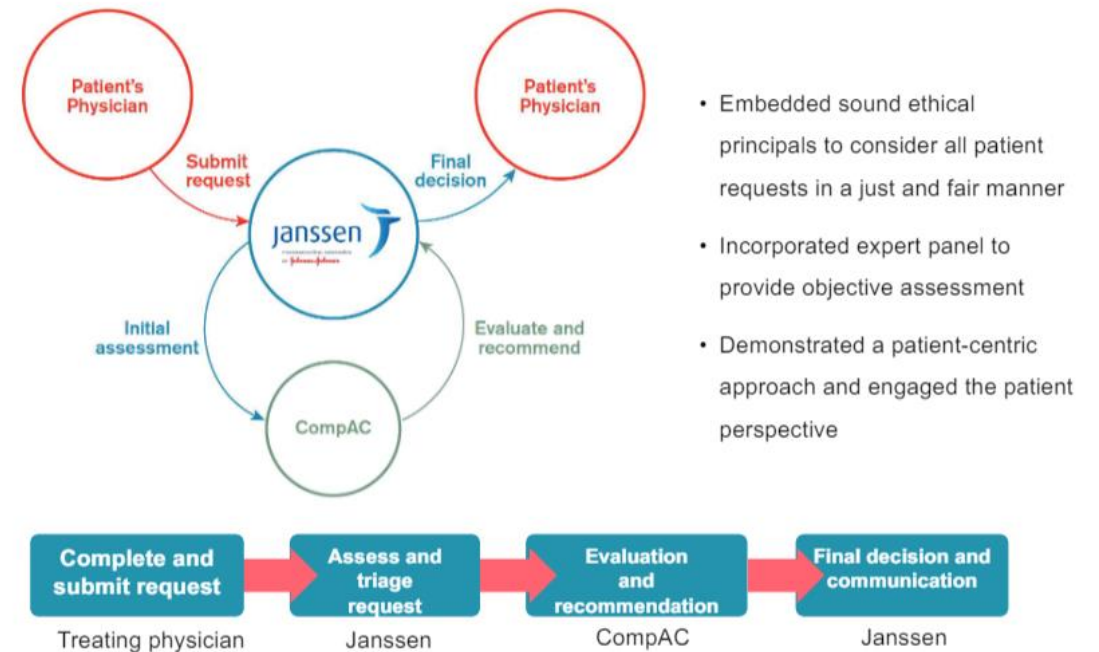 Patient's
Physician
Patient's
Physician
Submit
request
Final
decision
janssen
Initial
assessment
Evaluate and
recommend
CompAC
• Embedded sound ethical
principals to consider all patient
requests in a just and fair manner
• Incorporated expert panel to
provide objective assessment
• Demonstrated a patient-centric
approach and engaged the patient
perspective
Complete and
submit request
Assess and
triage
request
Evaluation
and
recommendation
Final decision and
communication
Treating physician
Janssen
CompAC
Janssen